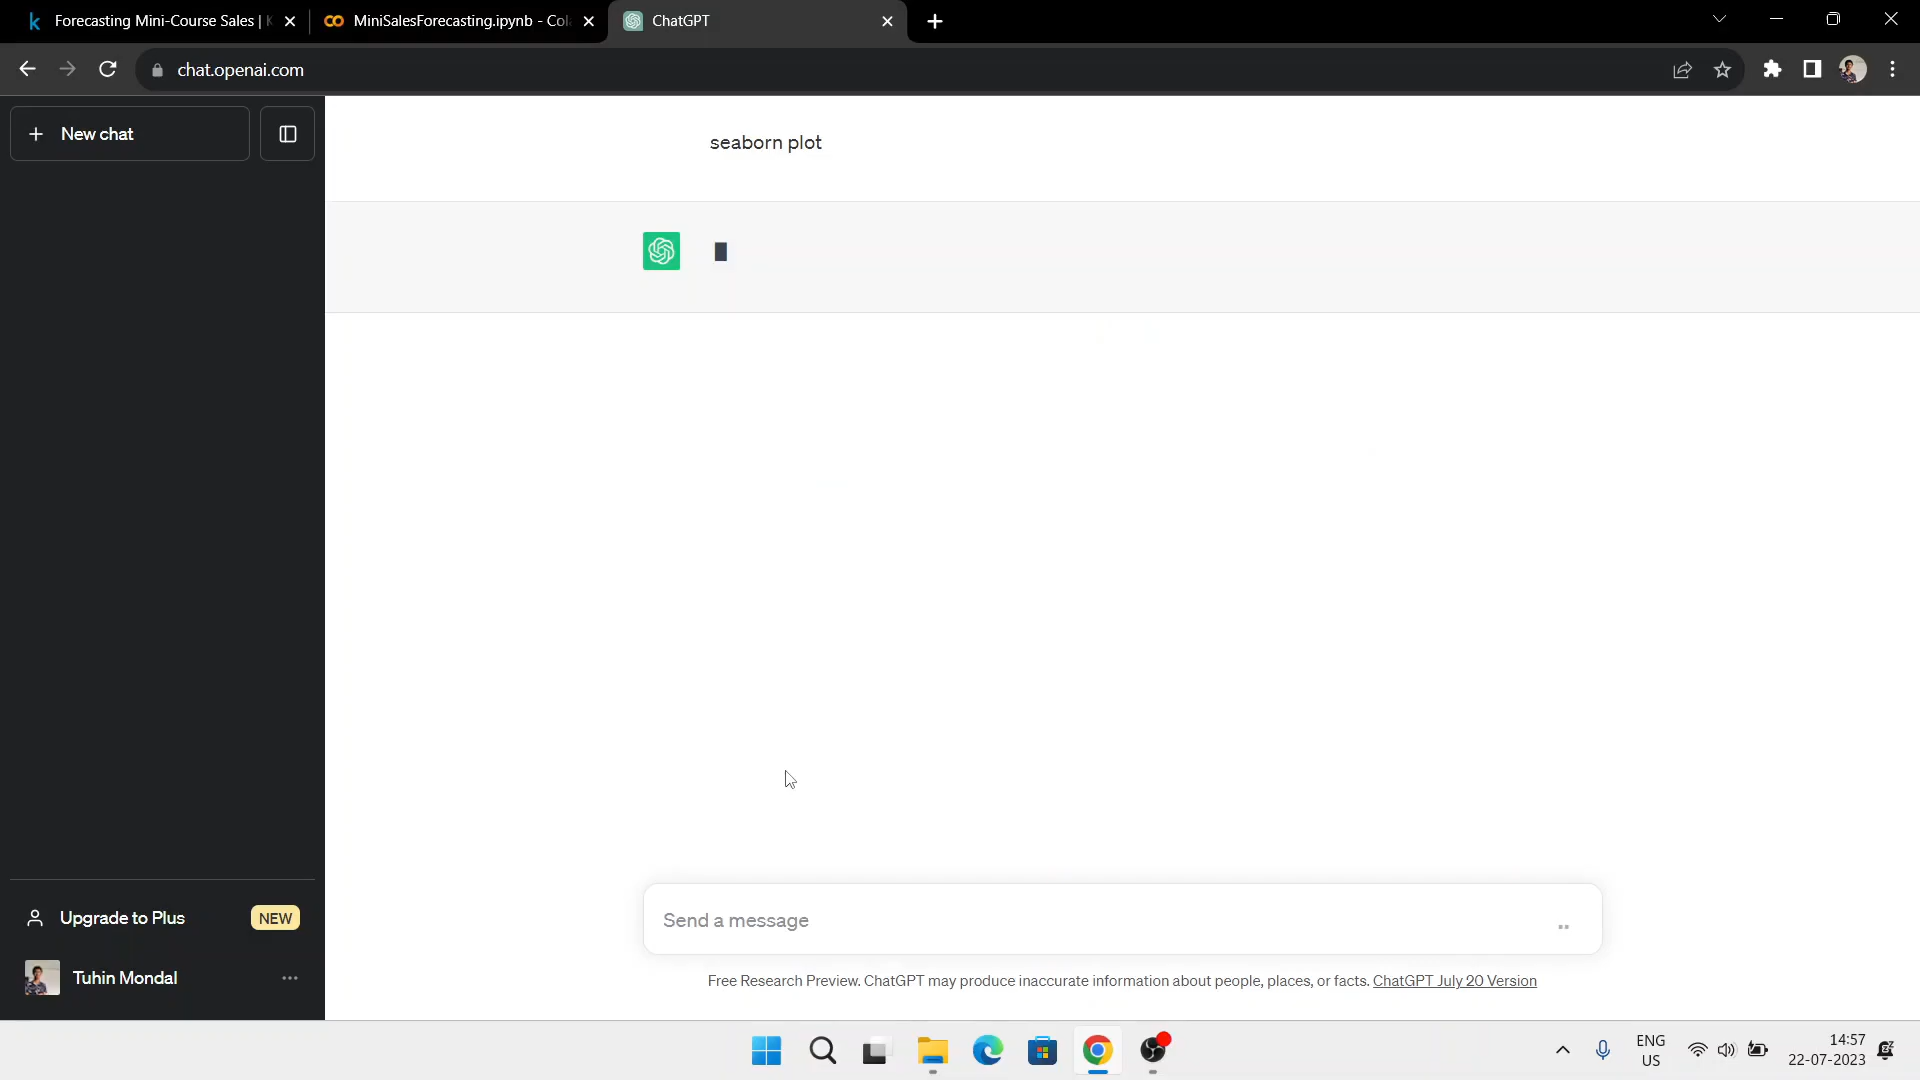 Forecasting Mini-Course Sales |
MiniSalesForecasting.ipynb - Col
ChatGPT
chat.openai.com
New chat
seaborn plot
Upgrade to Plus
NEW
Tuhin Mondal
Send a message
Free Research Preview. ChatGPT may produce inaccurate information about people, places, or facts. ChatGPT July 20 Version
ENG
US
14:57
22-07-2023